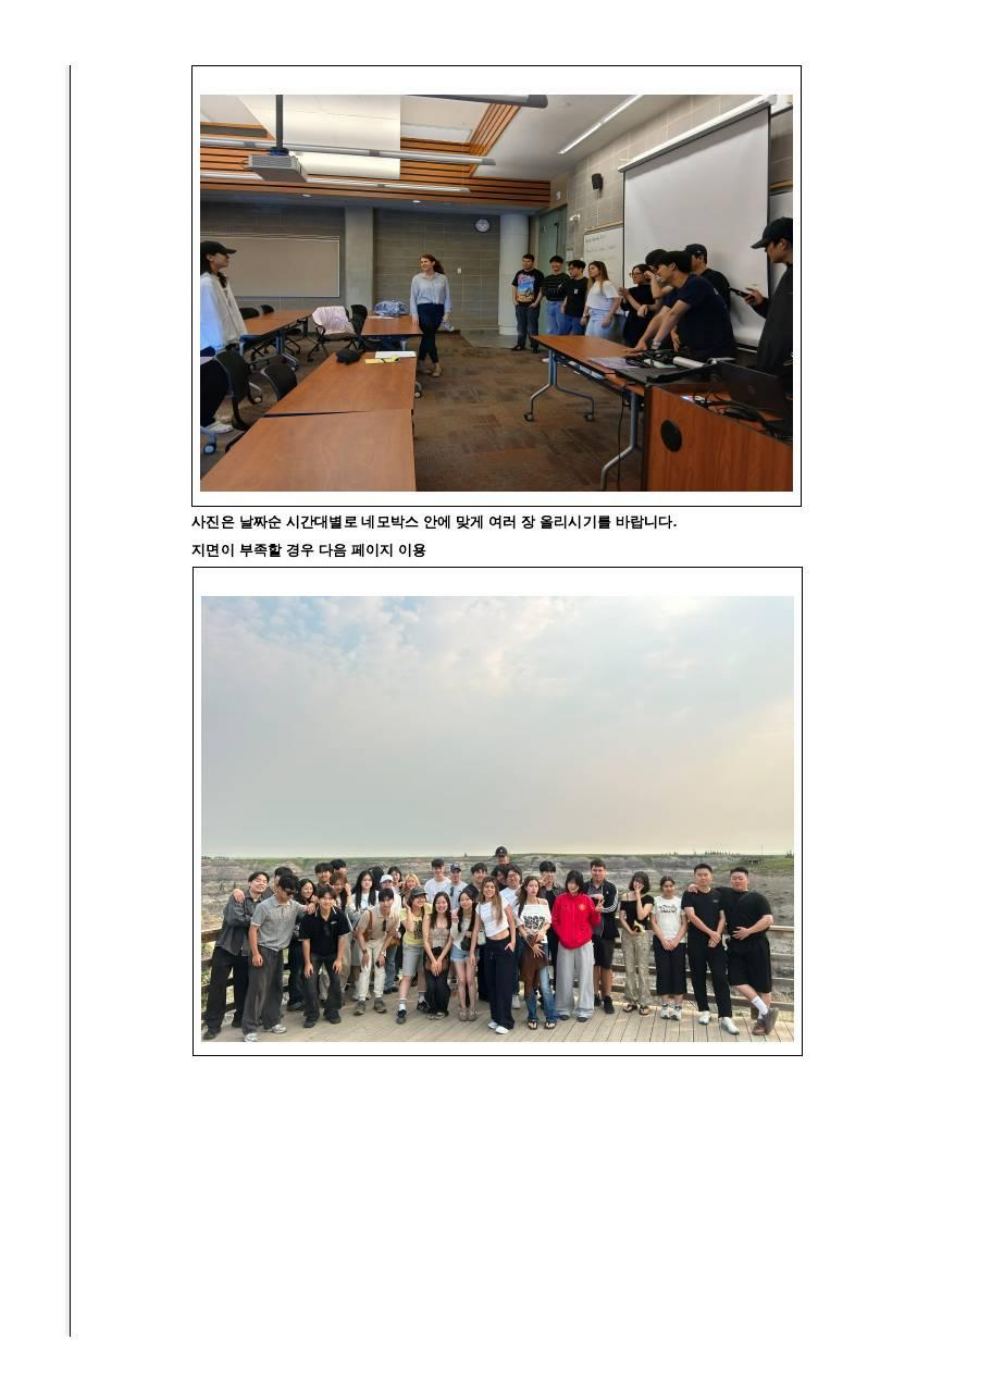 사진은 날짜순 시간대별로 네모박스 안에 맞게 여러 장 올리시기를 바랍니다.
지면이 부족할 경우 다음 페이지 이용